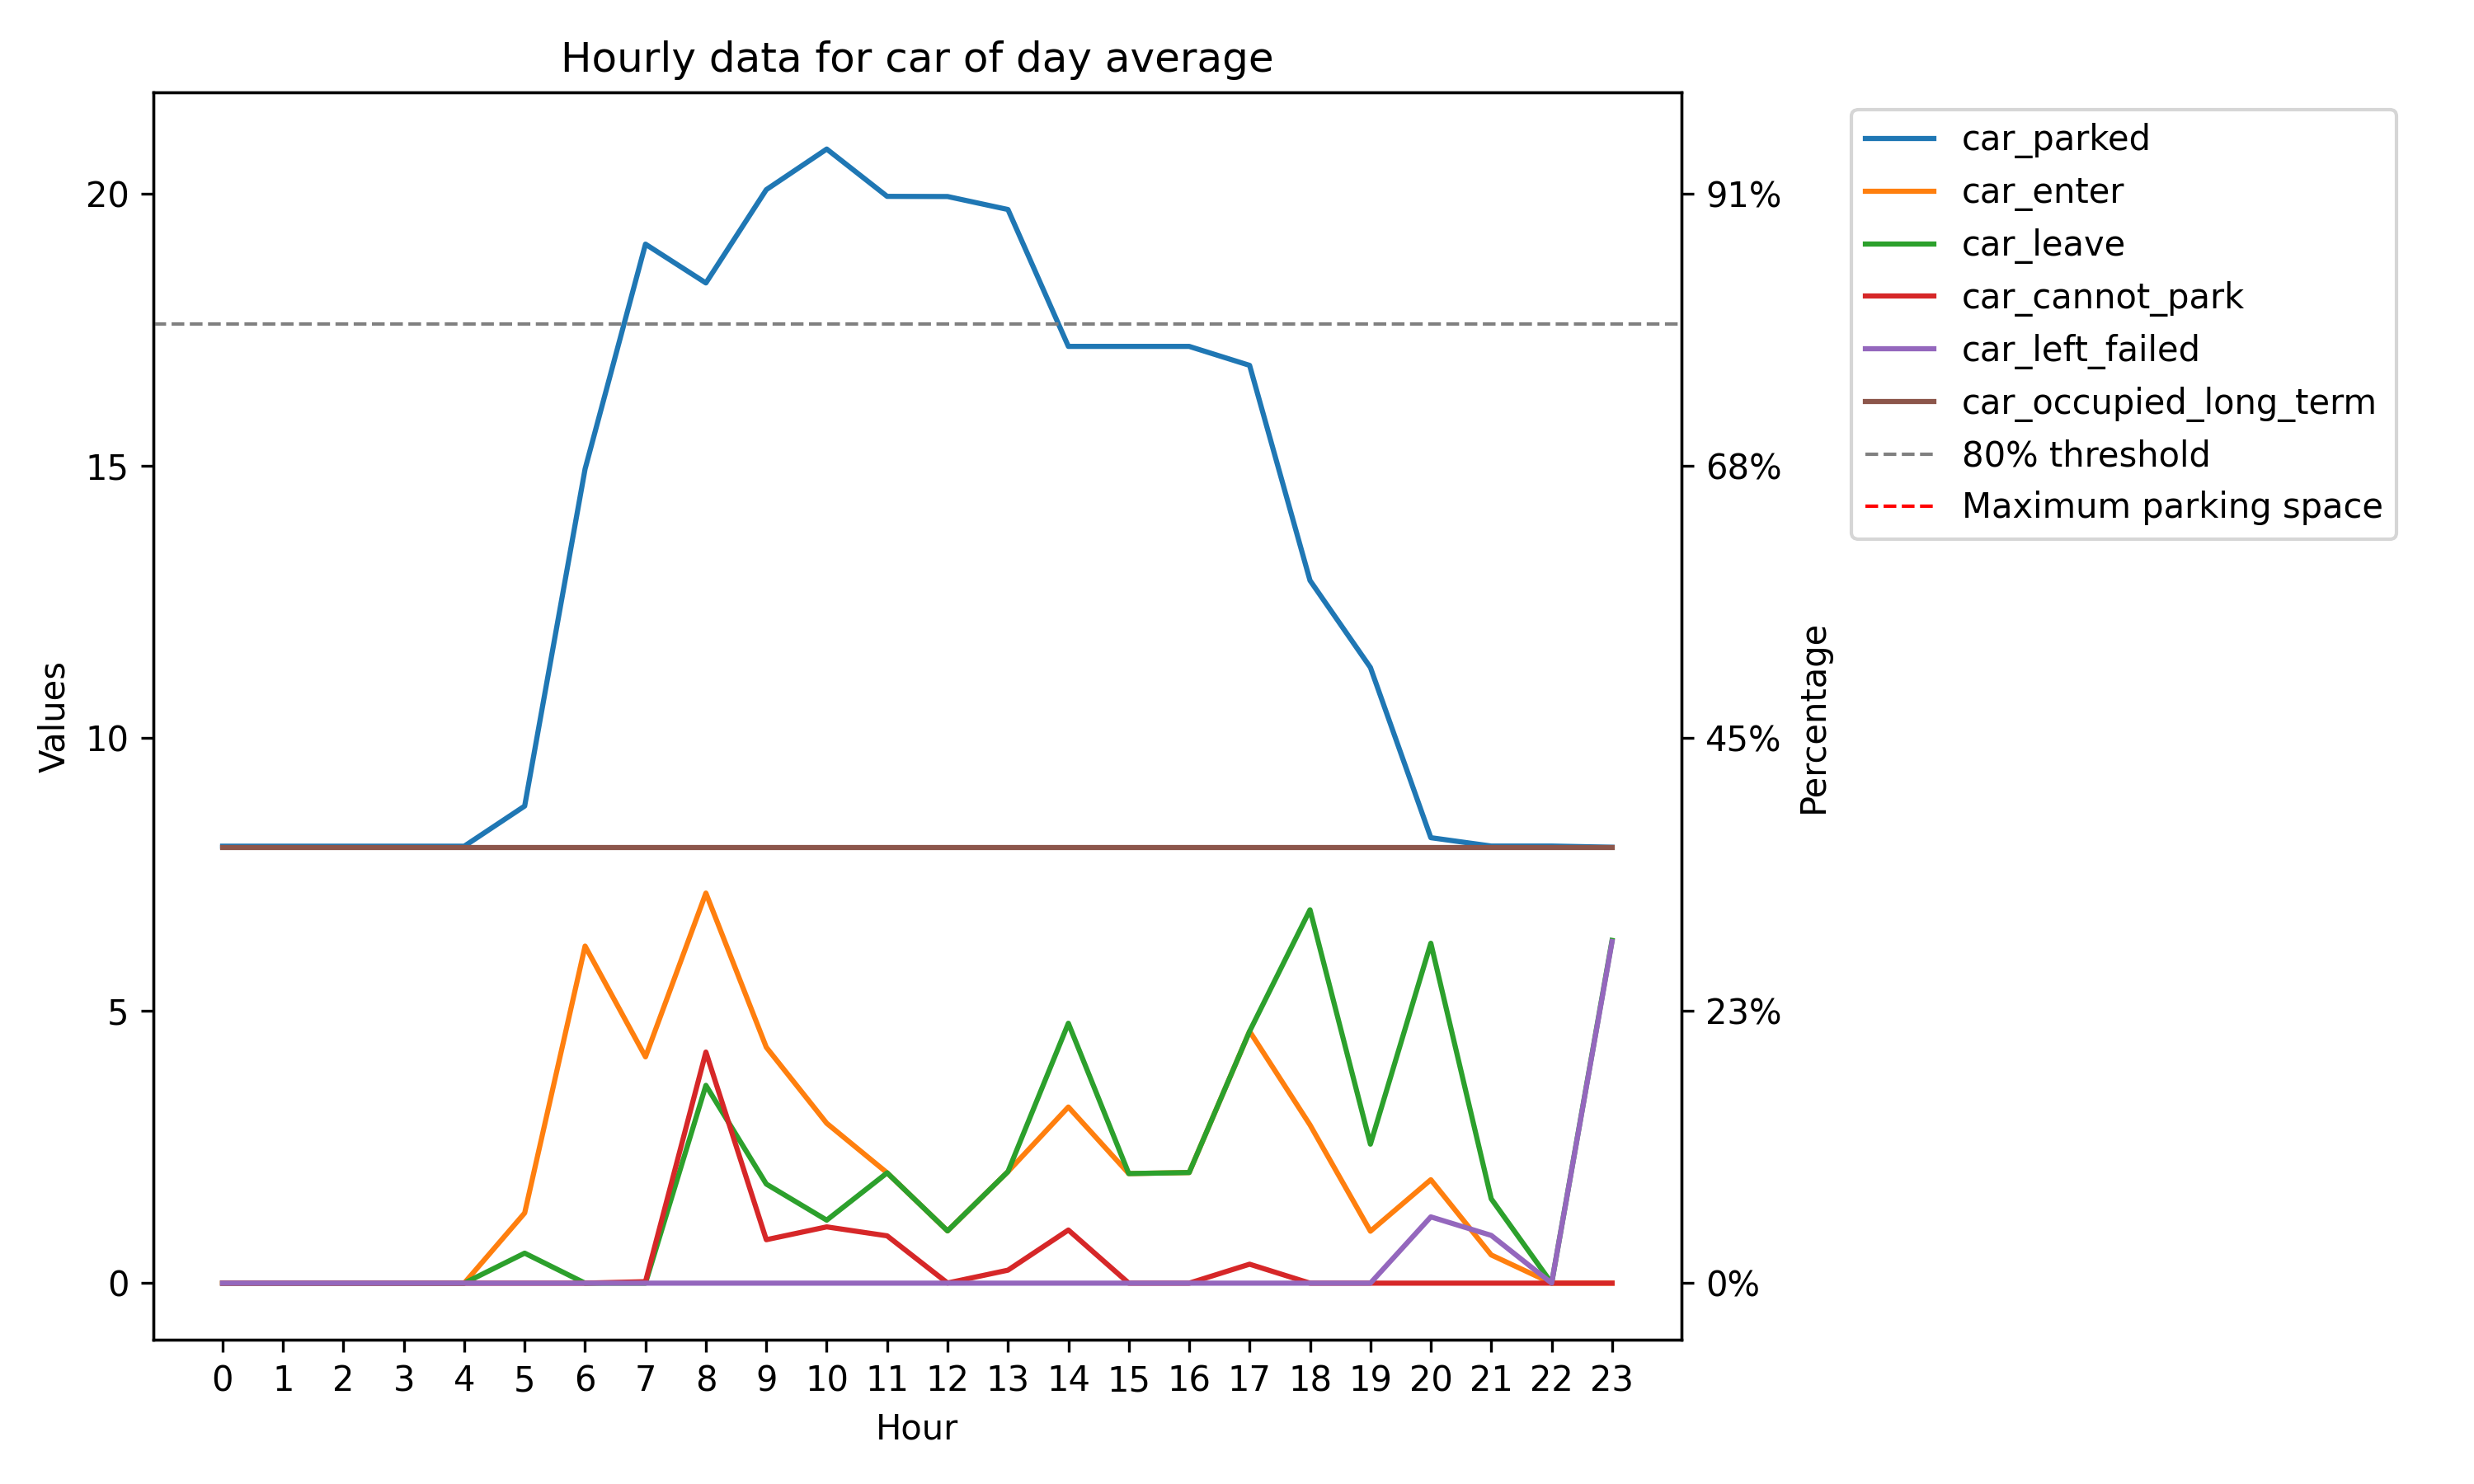 Hourly data for car of day average
20
15
10
5
0
Values
0 1 2 3 4 5 6 7 8 9 10 11 12 13 14 15 16 17 18 19 20 21 22 23
Hour
91%
68%
45%
23%
0%
Percentage
car_parked
car_enter
car_leave
car_cannot_park
car_left_failed
car_occupied_long_term
80% threshold
Maximum parking space